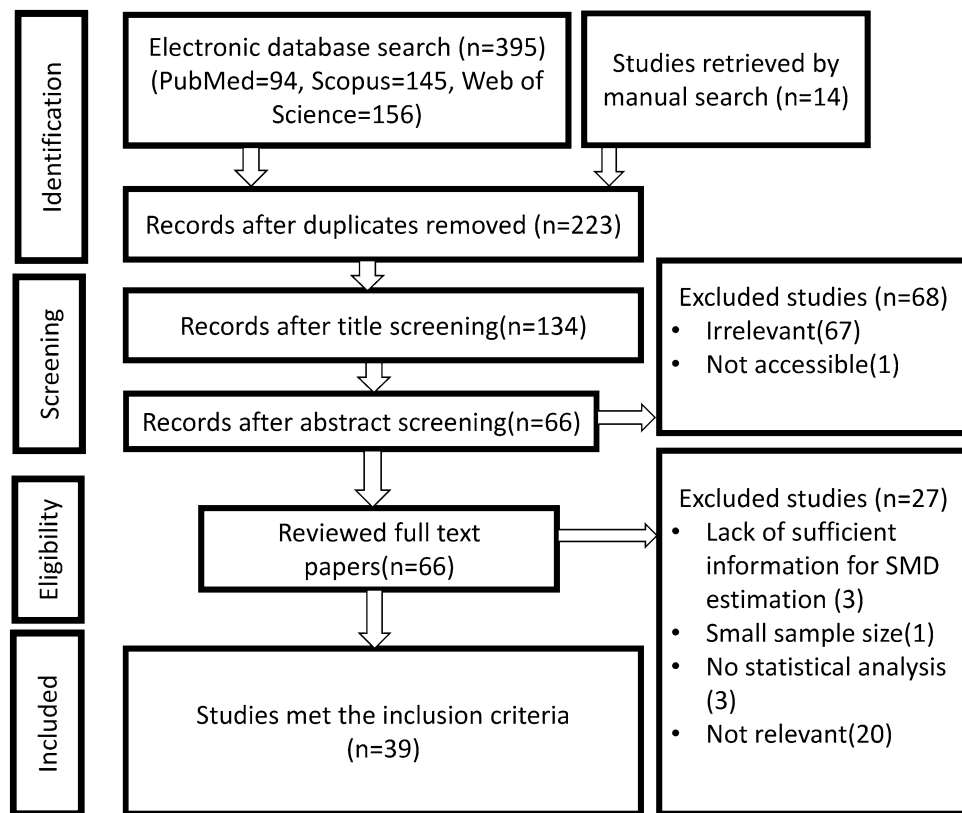 Identification
Electronic database search (n=395)
(PubMed=94, Scopus=145, Web of
Science=156)
Studies retrieved by
manual search (n=14)
Records after duplicates removed (n=223)
Screening
Records after title screening(n=134)
Records after abstract screening(n=66)
Excluded studies (n=68)
• Irrelevant(67)
• Not accessible(1)
Eligibility
Reviewed full text
papers(n=66)
Excluded studies (n=27)
• Lack of sufficient
information for SMD
estimation (3)
• Small sample size(1)
• No statistical analysis
(3)
• Not relevant(20)
Included
Studies met the inclusion criteria
(n=39)